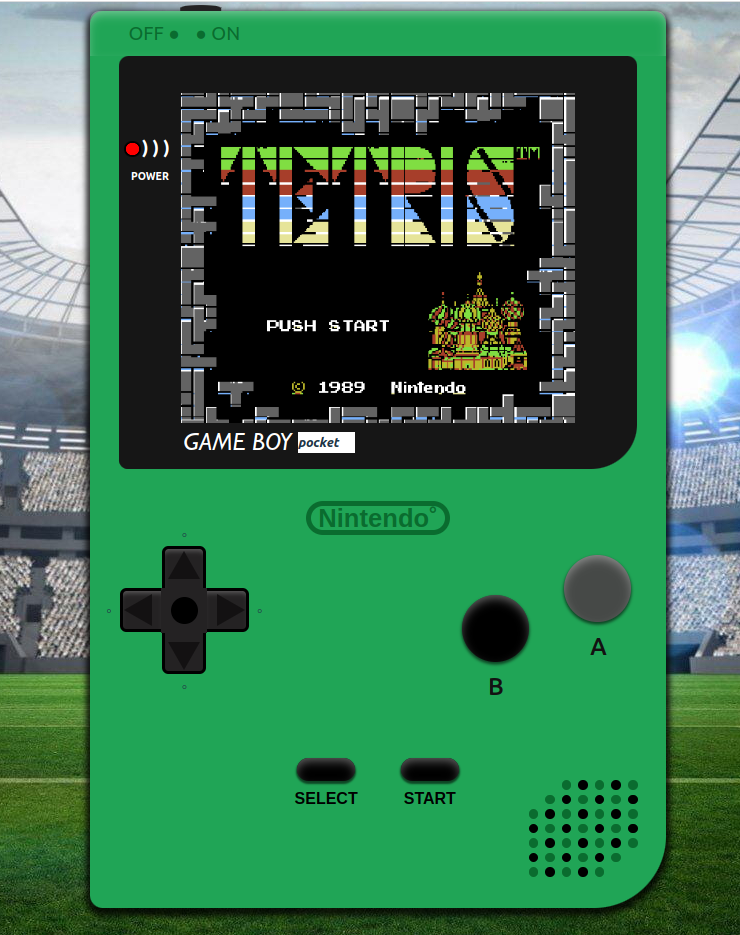 OFF ON
POWER
TETRIS™
PUSH START
© 1989 Nintendo
GAME BOY pocket
Nintendo
A
B
SELECT START